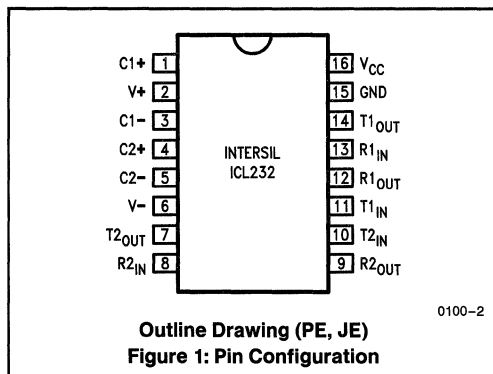 C1+ 1 16 VCC
V+ 2 15 GND
C1− 3 14 T1OUT
C2+ 4 INTERSIL 13 R1IN
C2− 5 ICL232 12 R1OUT
V− 6 11 T1IN
T2OUT 7 10 T2IN
R2IN 8 9 R2OUT
0100–2
Outline Drawing (PE, JE)
Figure 1: Pin Configuration